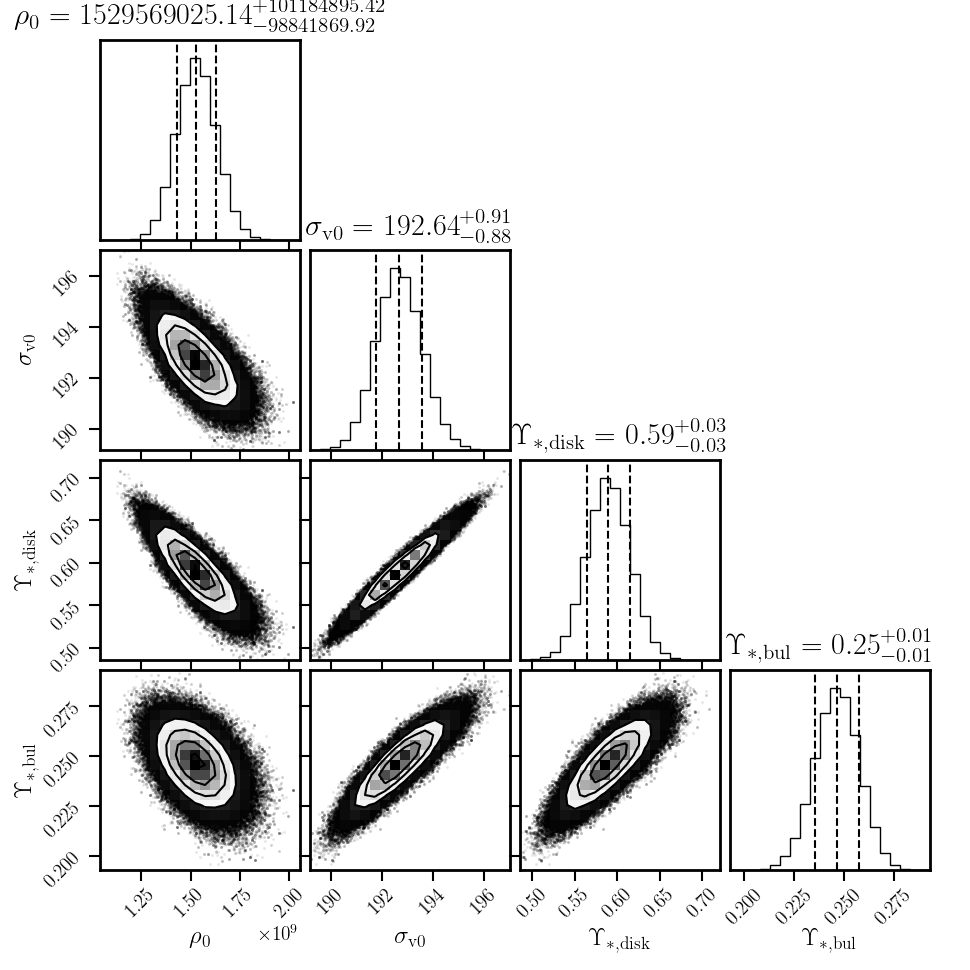 ρ₀ = 1529569025.14⁺¹⁰¹¹⁸⁴⁸⁹⁵·⁴²₋₉₈₈₄₁₈₆₉.₉₂
σᵥ₀ = 192.64⁺⁰·⁹¹₋₀.₈₈
196
194
192
190
σᵥ₀
ϒ*,disk = 0.59⁺⁰·⁰³₋₀.₀₃
0.70
0.65
0.60
0.55
0.50
ϒ*,disk
ϒ*,bul = 0.25⁺⁰·⁰¹₋₀.₀₁
0.275
0.250
0.225
0.200
ϒ*,bul
1.25 1.50 1.75 2.00 190 192 194 196 0.50 0.55 0.60 0.65 0.70 0.200 0.225 0.250 0.275
×10⁹
ρ₀ σᵥ₀ ϒ*,disk ϒ*,bul